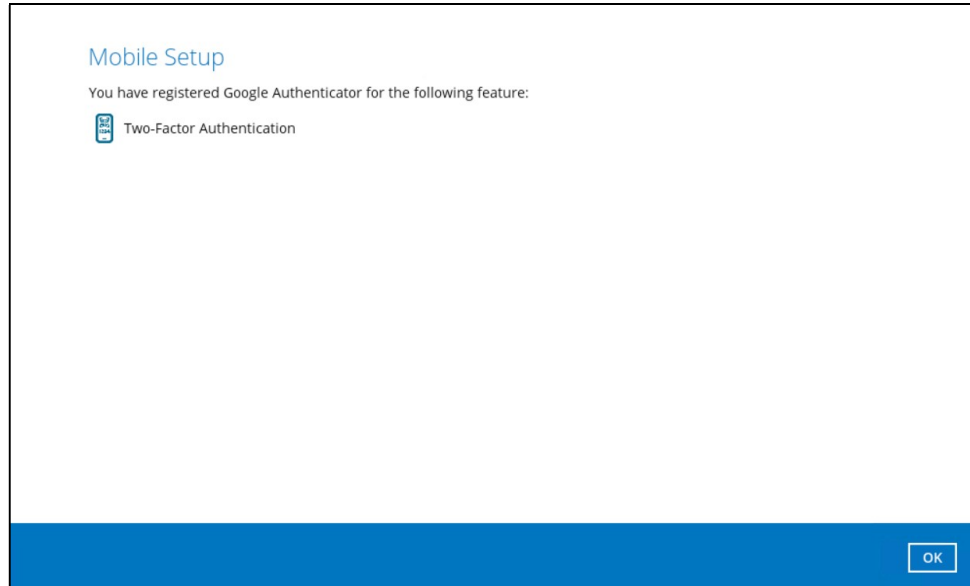 Mobile Setup
You have registered Google Authenticator for the following feature:
Two-Factor Authentication
OK